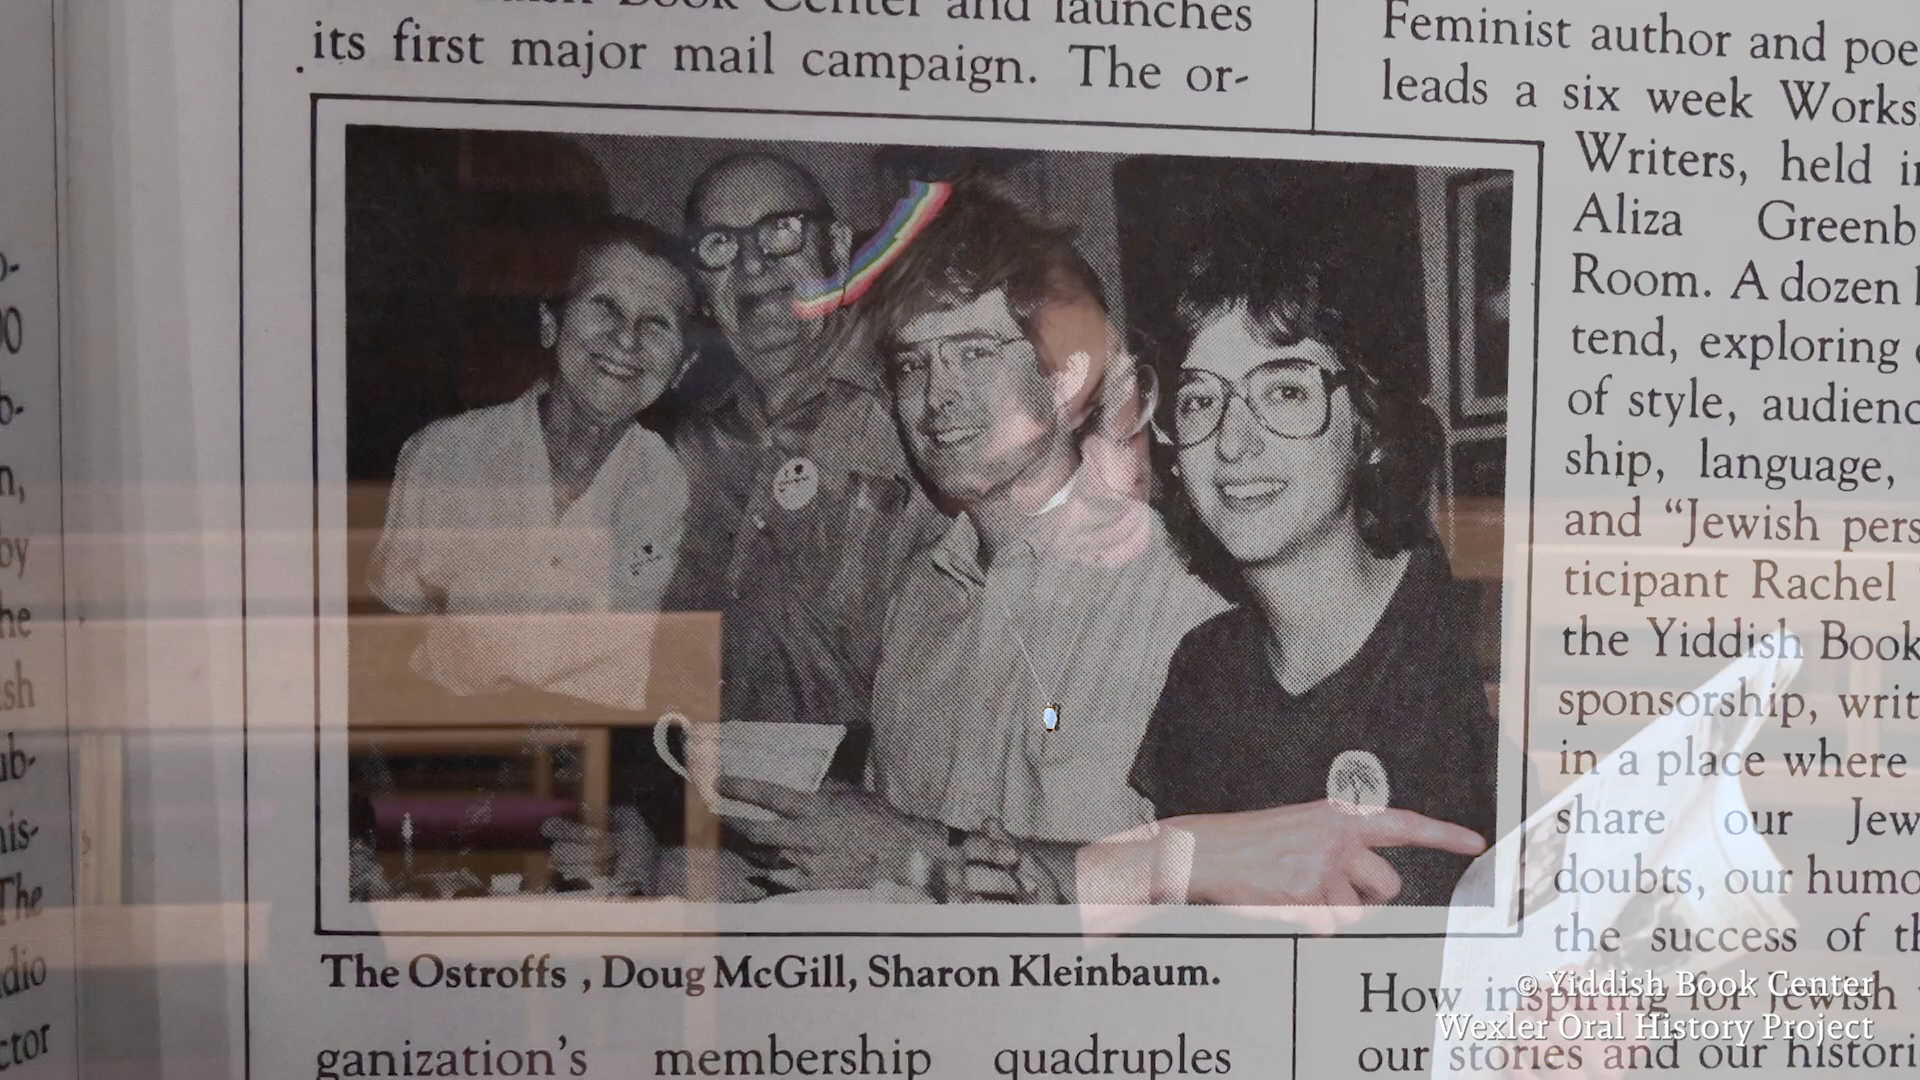 Book Center and launches
its first major mail campaign. The or-
The Ostroffs , Doug McGill, Sharon Kleinbaum.
ganization's membership quadruples
Feminist author and poe
leads a six week Works
Writers, held i
Aliza Greenb
Room. A dozen
tend, exploring
of style, audienc
ship, language,
and “Jewish pers
ticipant Rachel
the Yiddish Book
sponsorship, writ
in a place where
share our Jew
doubts, our humo
the success of th
How inspiring for Jewish
our stories and our histori
© Yiddish Book Center
Wexler Oral History Project